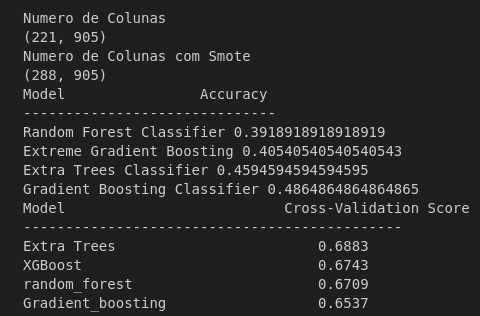 Numero de Colunas
(221, 905)
Numero de Colunas com Smote
(288, 905)
Model Accuracy
------------------------------
Random Forest Classifier 0.3918918918918919
Extreme Gradient Boosting 0.40540540540540543
Extra Trees Classifier 0.4594594594594595
Gradient Boosting Classifier 0.4864864864864865
Model Cross-Validation Score
---------------------------------------------
Extra Trees 0.6883
XGBoost 0.6743
random_forest 0.6709
Gradient_boosting 0.6537